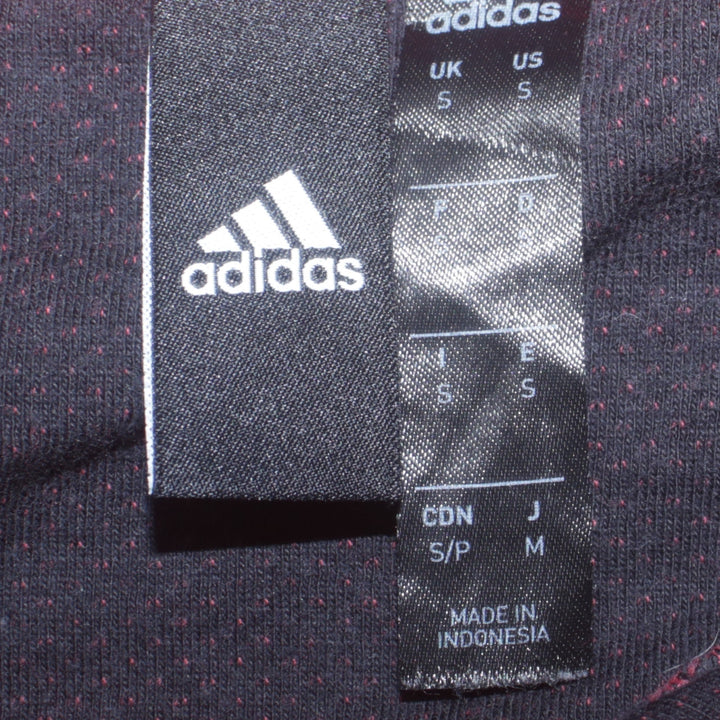 adidas
adidas
UK US
S S
F D
S S
I E
S S
CDN J
S/P M
MADE IN
INDONESIA